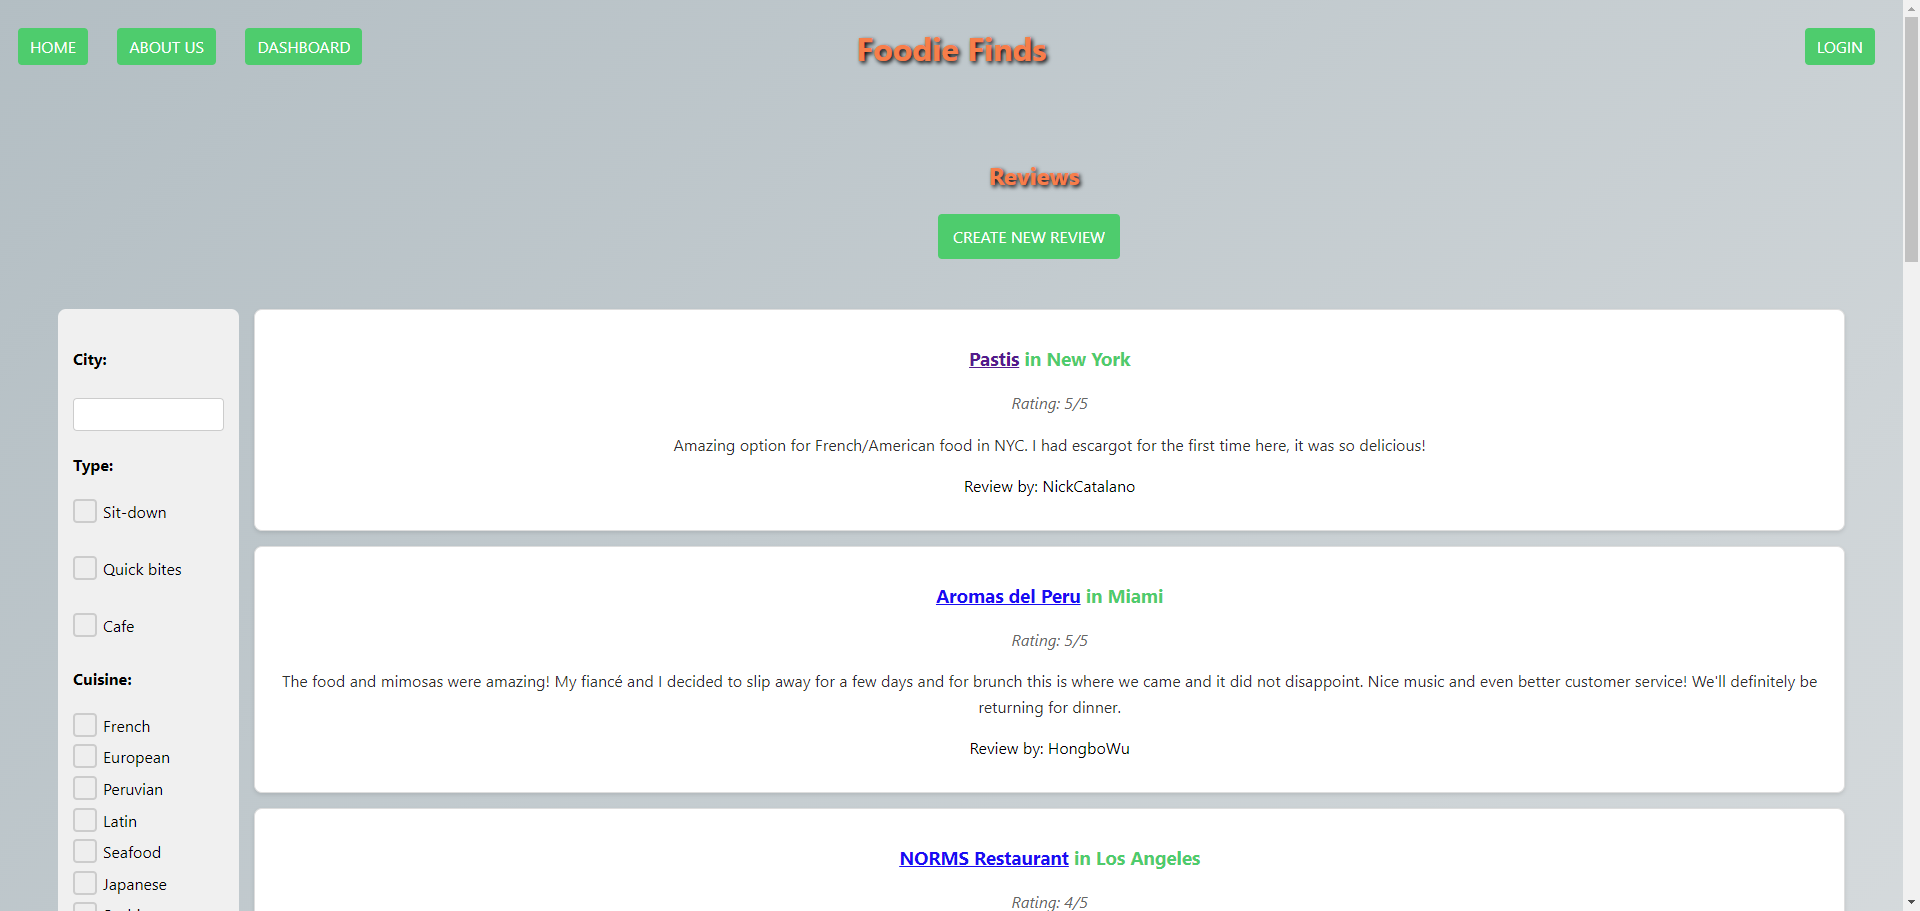 HOME
ABOUT US
DASHBOARD
Foodie Finds
LOGIN
Reviews
CREATE NEW REVIEW
City:
Type:
Sit-down
Quick bites
Cafe
Cuisine:
French
European
Peruvian
Latin
Seafood
Japanese
Pastis in New York
Rating: 5/5
Amazing option for French/American food in NYC. I had escargot for the first time here, it was so delicious!
Review by: NickCatalano
Aromas del Peru in Miami
Rating: 5/5
The food and mimosas were amazing! My fiancé and I decided to slip away for a few days and for brunch this is where we came and it did not disappoint. Nice music and even better customer service! We'll definitely be
returning for dinner.
Review by: HongboWu
NORMS Restaurant in Los Angeles
Rating: 4/5